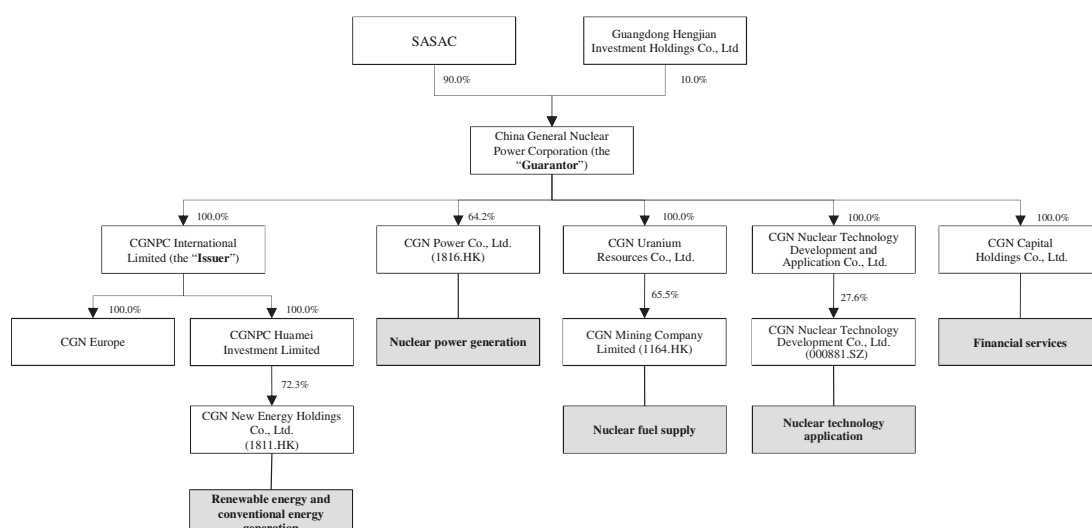 SASAC
Guangdong Hengjian
Investment Holdings Co., Ltd
90.0%
10.0%
China General Nuclear
Power Corporation (the
“Guarantor”)
100.0%
64.2%
100.0%
100.0%
100.0%
CGNPC International
Limited (the “Issuer”)
CGN Power Co., Ltd.
(1816.HK)
CGN Uranium
Resources Co., Ltd.
CGN Nuclear Technology
Development and
Application Co., Ltd.
CGN Capital
Holdings Co., Ltd.
100.0%
100.0%
65.5%
27.6%
CGN Europe
CGNPC Huamei
Investment Limited
Nuclear power generation
CGN Mining Company
Limited (1164.HK)
CGN Nuclear Technology
Development Co., Ltd.
(000881.SZ)
Financial services
72.3%
CGN New Energy Holdings
Co., Ltd.
(1811.HK)
Nuclear fuel supply
Nuclear technology
application
Renewable energy and
conventional energy
generation